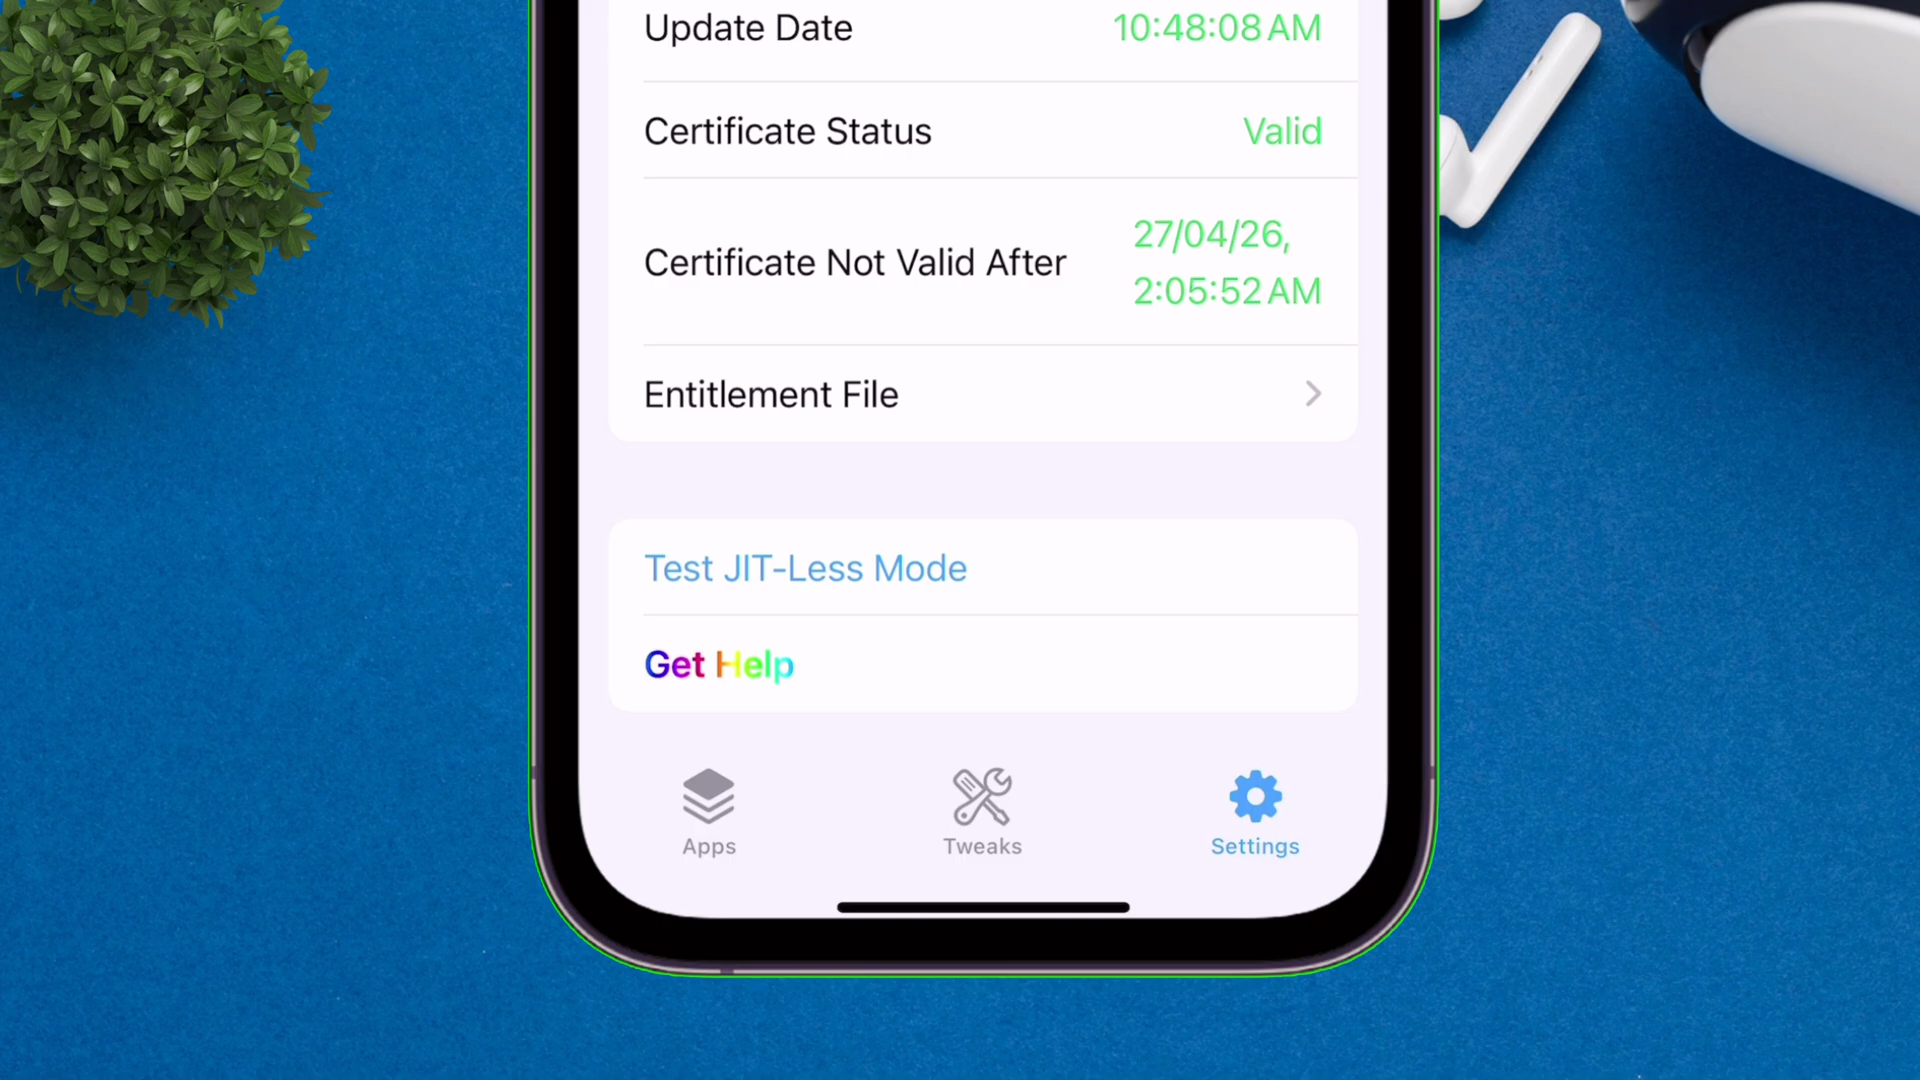 Update Date 10:48:08 AM
Certificate Status Valid
Certificate Not Valid After 27/04/26,
2:05:52 AM
Entitlement File
Test JIT-Less Mode
Get Help
Apps Tweaks Settings